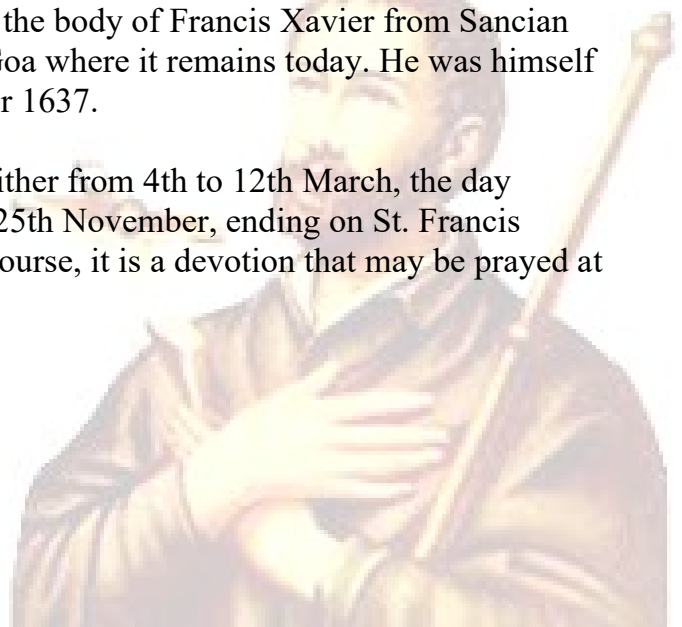 the body of Francis Xavier from Sancian
oa where it remains today. He was himself
r 1637.
ither from 4th to 12th March, the day
25th November, ending on St. Francis
ourse, it is a devotion that may be prayed at